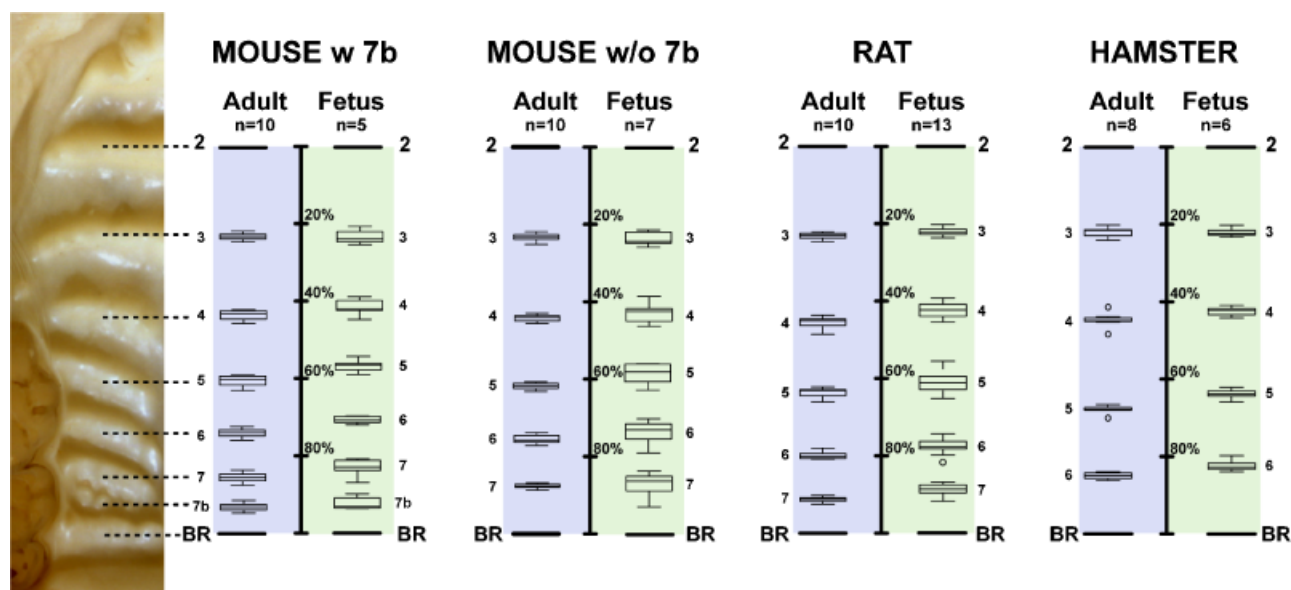 MOUSE w 7b MOUSE w/o 7b RAT HAMSTER
Adult Fetus Adult Fetus Adult Fetus Adult Fetus
n=10 n=5 n=10 n=7 n=10 n=13 n=8 n=6
2 2 2 2 2 2 2 2
20% 20% 20% 20%
3 3 3 3 3 3 3 3
40% 40% 40% 40%
4 4 4 4 4 4 4 4
60% 60% 60% 60%
5 5 5 5 5 5 5 5
6 6 6 6 6 6 6 6
80% 80% 80% 80%
7 7 7 7 7 7
7b 7b
BR BR BR BR BR BR BR BR